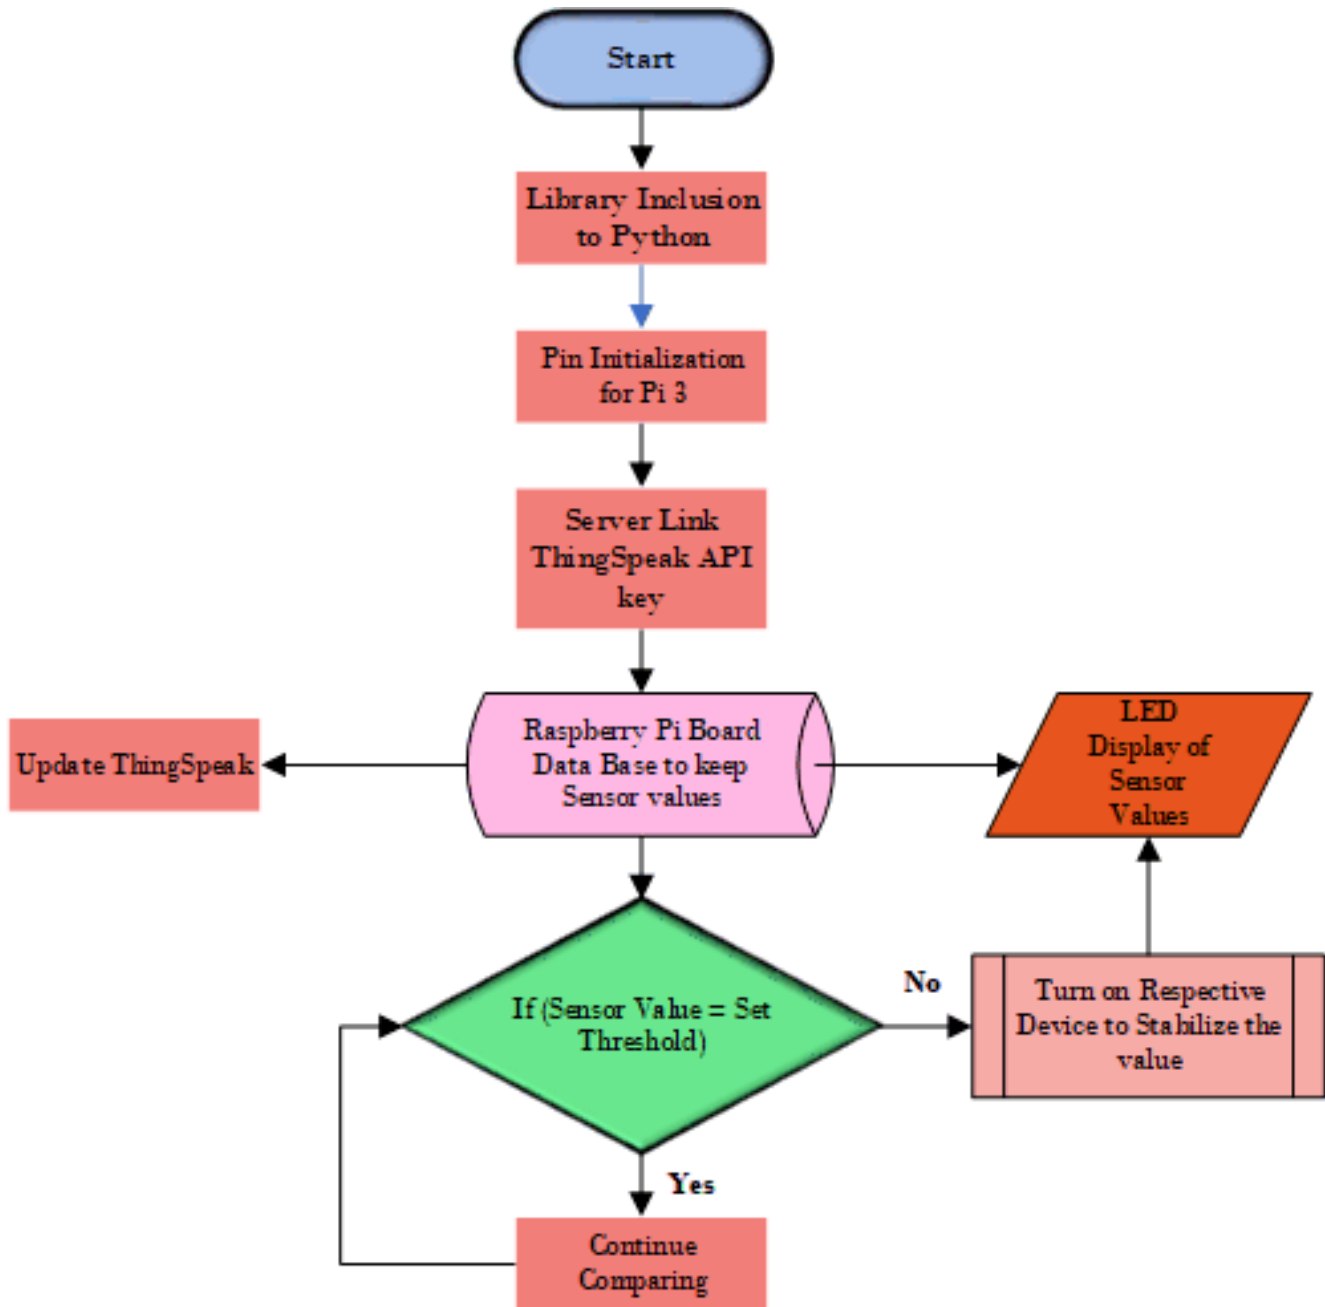 Start
Library Inclusion
to Python
Pin Initialization
for Pi 3
Server Link
ThingSpeak API
key
Update ThingSpeak
Raspberry Pi Board
Data Base to keep
Sensor values
LED
Display of
Sensor
Values
If (Sensor Value = Set
Threshold)
No
Turn on Respective
Device to Stabilize the
value
Yes
Continue
Comparing